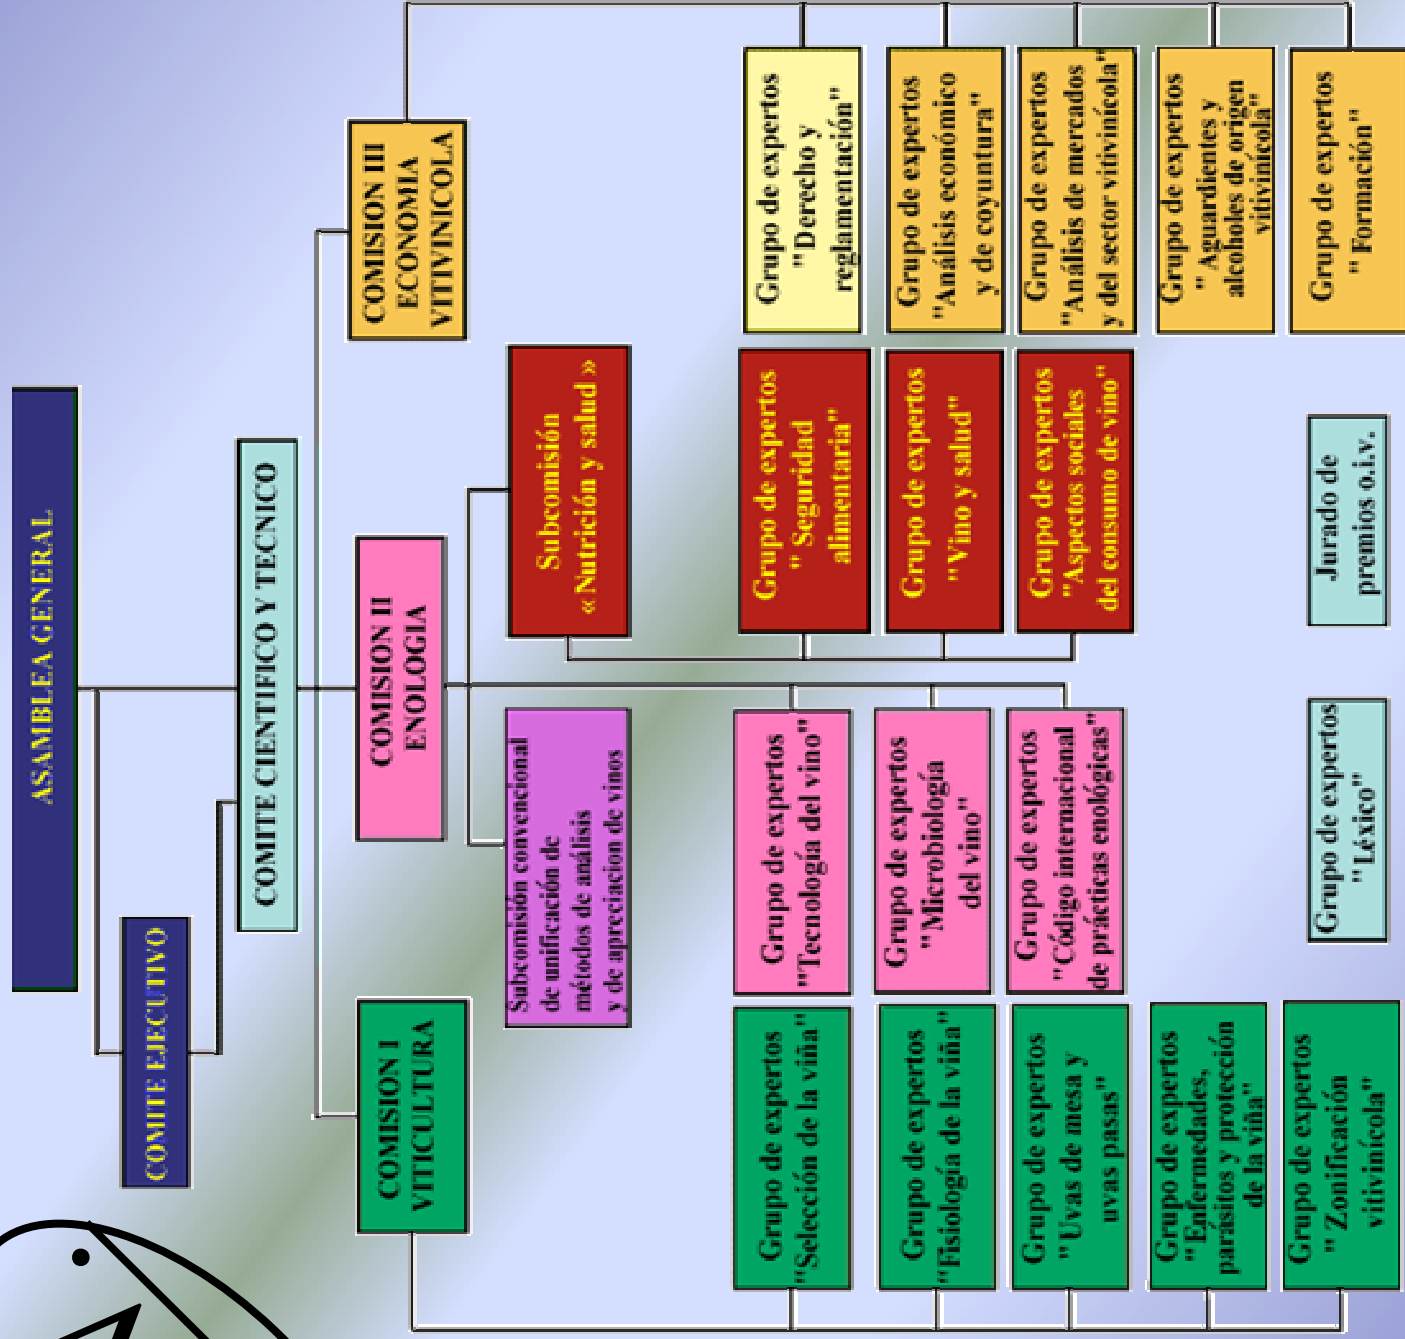 ASAMBLEA GENERAL
COMITE EJECUTIVO
COMITE CIENTIFICO Y TECNICO
COMISION I
VITICULTURA
COMISION II
ENOLOGIA
COMISION III
ECONOMIA
VITIVINICOLA
Subcomisión convencional
de unificación de
métodos de análisis
y de apreciacion de vinos
Subcomisión
« Nutrición y salud »
Grupo de expertos
"Selección de la viña"
Grupo de expertos
"Fisiología de la viña"
Grupo de expertos
"Uvas de mesa y
uvas pasas"
Grupo de expertos
"Enfermedades,
parásitos y protección
de la viña"
Grupo de expertos
" Zonificación
vitivinícola"
Grupo de expertos
"Tecnología del vino"
Grupo de expertos
"Microbiología
del vino"
Grupo de expertos
"Código internacional
de prácticas enológicas"
Grupo de expertos
" Seguridad
alimentaria"
Grupo de expertos
"Vino y salud"
Grupo de expertos
"Aspectos sociales
del consumo de vino"
Grupo de expertos
"Derecho y
reglamentación"
Grupo de expertos
"Análisis económico
y de coyuntura"
Grupo de expertos
"Análisis de mercados
y del sector vitivinícola"
Grupo de expertos
" Aguardientes y
alcoholes de origen
vitivinícola"
Grupo de expertos
" Formación"
Grupo de expertos
"Léxico"
Jurado de
premios o.i.v.